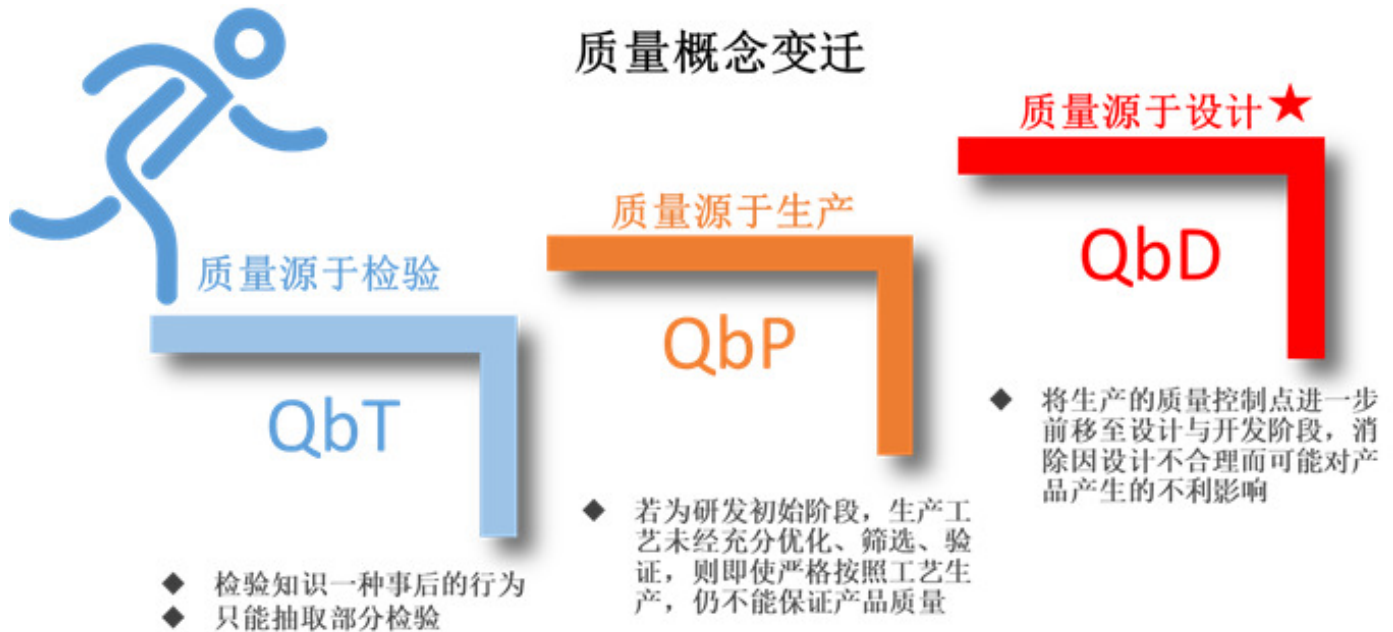 质量概念变迁
质量源于检验
QbT
◆ 检验知识一种事后的行为
◆ 只能抽取部分检验
质量源于生产
QbP
◆ 若为研发初始阶段，生产工
艺未经充分优化、筛选、验
证，则即使严格按照工艺生
产，仍不能保证产品质量
质量源于设计★
QbD
◆ 将生产的质量控制点进一步
前移至设计与开发阶段，消
除因设计不合理而可能对产
品产生的不利影响